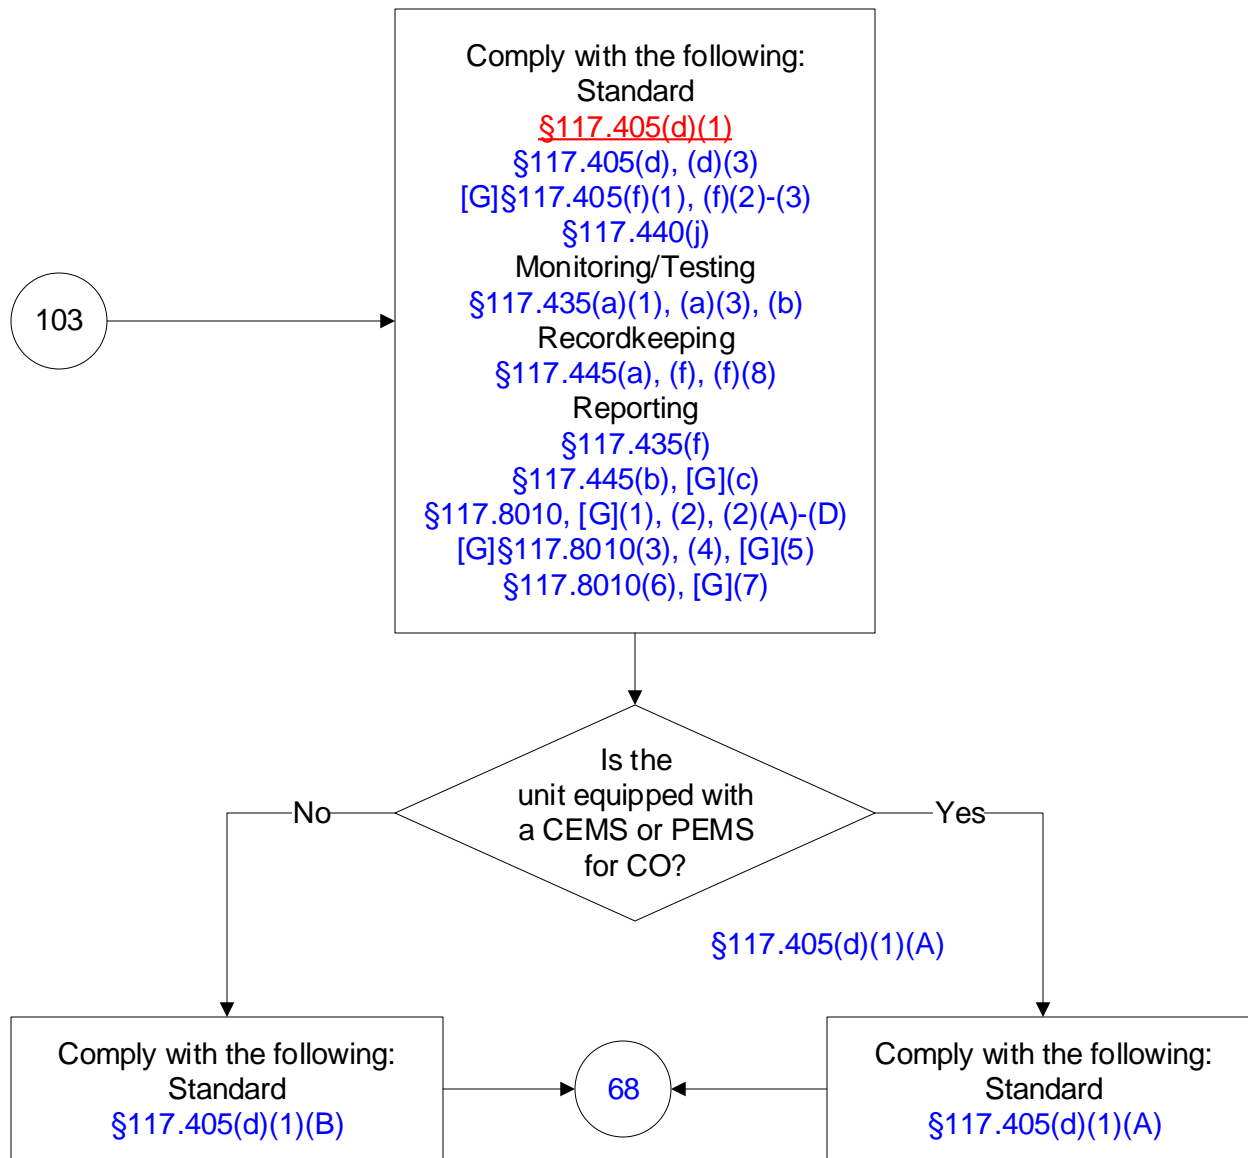 Comply with the following:
Standard
§117.405(d)(1)
§117.405(d), (d)(3)
[G]§117.405(f)(1), (f)(2)-(3)
§117.440(j)
Monitoring/Testing
§117.435(a)(1), (a)(3), (b)
Recordkeeping
§117.445(a), (f), (f)(8)
Reporting
§117.435(f)
§117.445(b), [G](c)
§117.8010, [G](1), (2), (2)(A)-(D)
[G]§117.8010(3), (4), [G](5)
§117.8010(6), [G](7)
103
Is the
unit equipped with
a CEMS or PEMS
for CO?
No
Yes
§117.405(d)(1)(A)
Comply with the following:
Standard
§117.405(d)(1)(B)
68
Comply with the following:
Standard
§117.405(d)(1)(A)